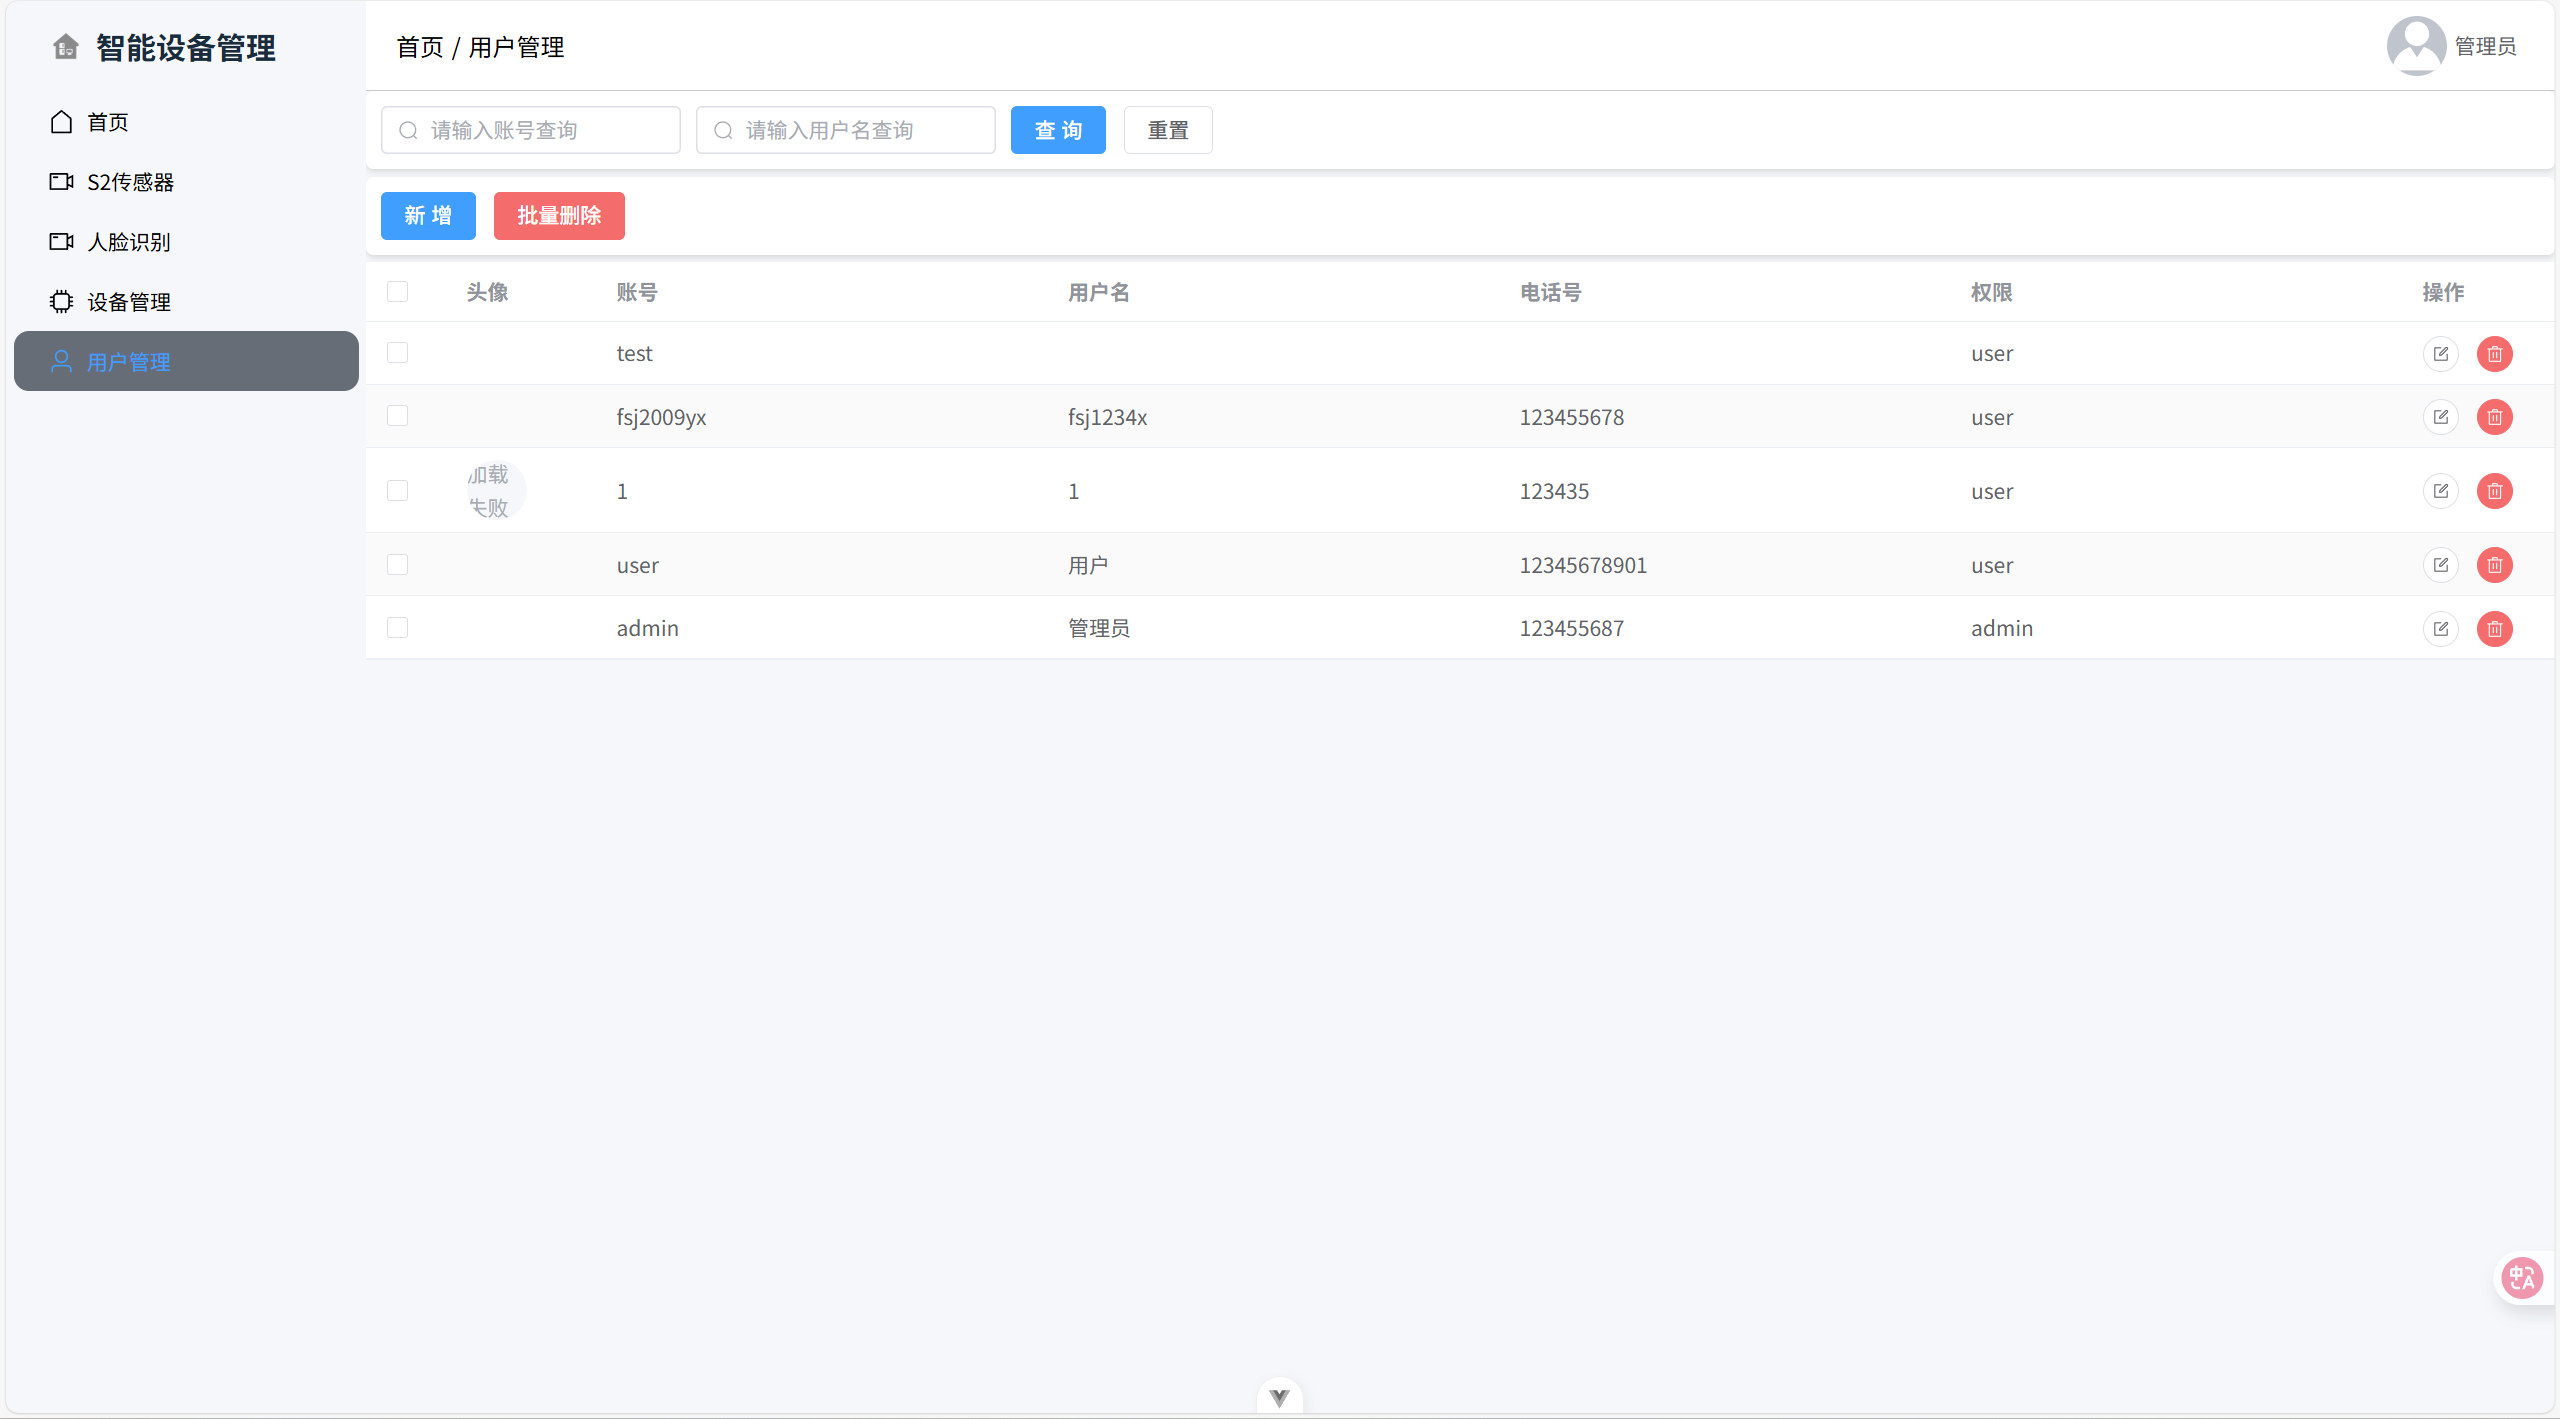 智能设备管理
首页
S2传感器
人脸识别
设备管理
用户管理
首页 / 用户管理
管理员
请输入账号查询
请输入用户名查询
查 询
重置
新 增
批量删除
头像 账号 用户名 电话号 权限 操作
test user
fsj2009yx fsj1234x 123455678 user
加载
失败
1 1 123435 user
user 用户 12345678901 user
admin 管理员 123455687 admin
中 A